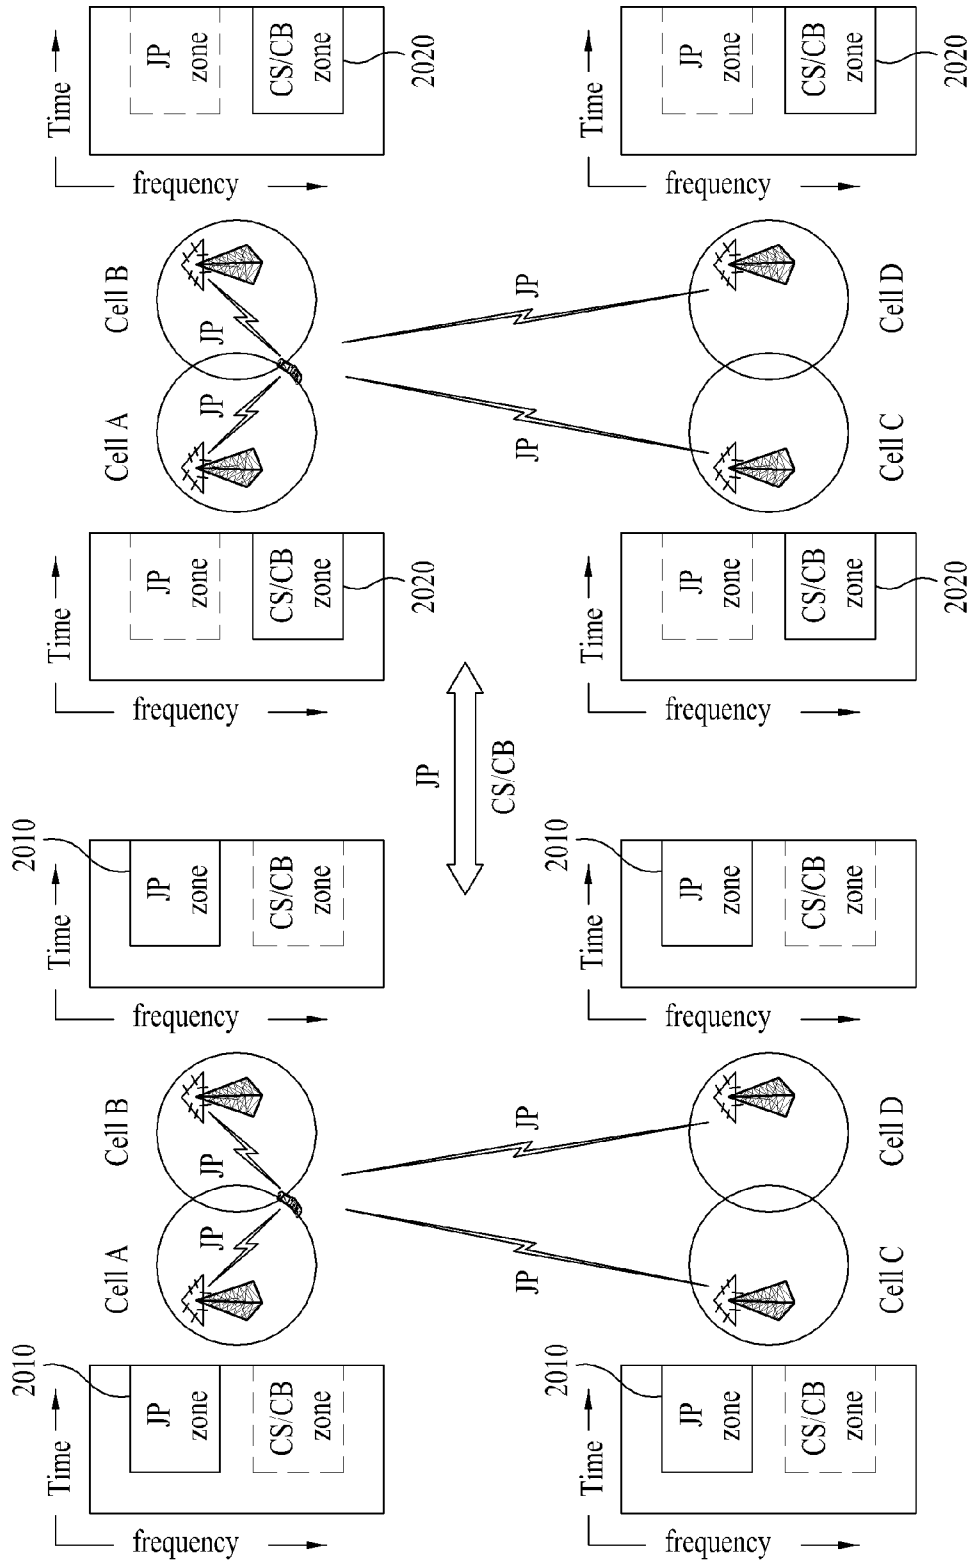 2010
Time
JP
zone
CS/CB
zone
frequency
Cell A
Cell B
JP
JP
2010
Time
JP
zone
CS/CB
zone
frequency
JP
JP
2010
Time
JP
zone
CS/CB
zone
frequency
Cell C
Cell D
2010
Time
JP
zone
CS/CB
zone
frequency
JP
CS/CB
Time
JP
zone
CS/CB
zone
frequency
2020
Cell A
Cell B
JP
JP
Time
JP
zone
CS/CB
zone
frequency
2020
JP
JP
Time
JP
zone
CS/CB
zone
frequency
2020
Cell C
Cell D
Time
JP
zone
CS/CB
zone
frequency
2020